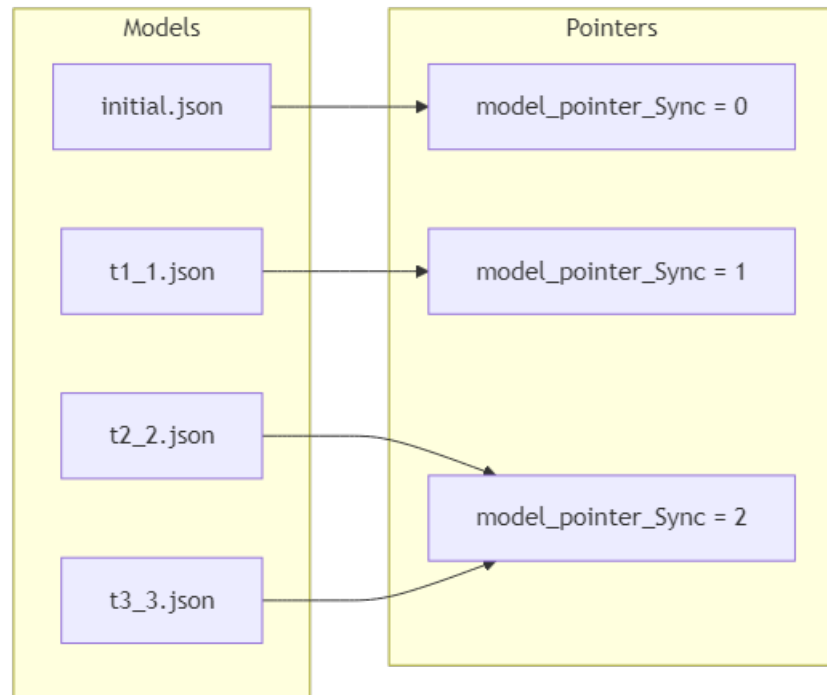 Models
Pointers
initial.json
model_pointer_Sync = 0
t1_1.json
model_pointer_Sync = 1
t2_2.json
model_pointer_Sync = 2
t3_3.json